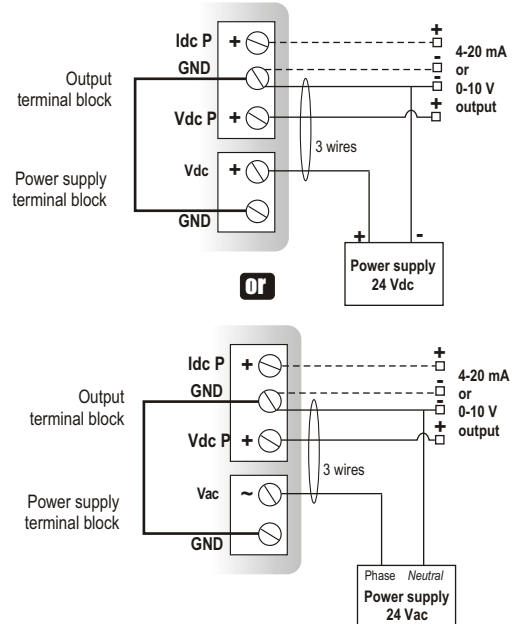 Idc P + + 4-20 mA
GND - or
Output terminal block - 0-10 V
Vdc P + + output
3 wires
Vdc +
Power supply terminal block
GND
+ -
Power supply
24 Vdc
or
Idc P + + 4-20 mA
GND - or
Output terminal block - 0-10 V
Vdc P + + output
3 wires
Vac ~
Power supply terminal block
GND
Phase Neutral
Power supply
24 Vac